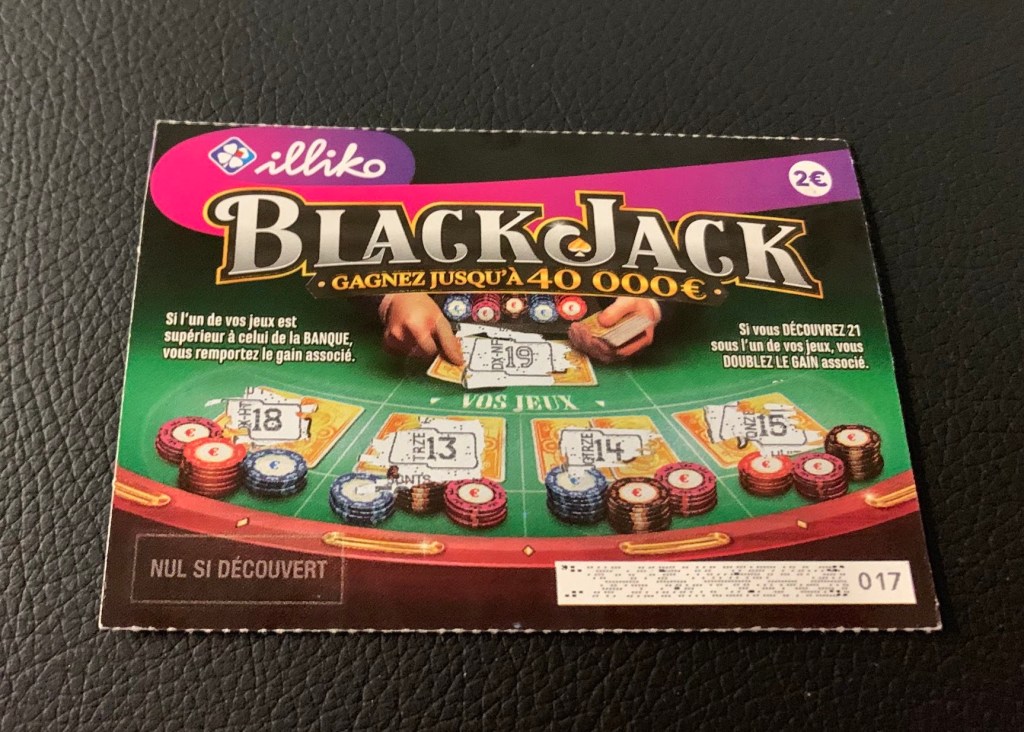 illiko
2€
BLACKJACK
· GAGNEZ JUSQU'À 40 000€ ·
Si l'un de vos jeux est
supérieur à celui de la BANQUE,
vous remportez le gain associé.
Si vous DÉCOUVREZ 21
sous l'un de vos jeux, vous
DOUBLEZ LE GAIN associé.
19
VOS JEUX
18
13
14
15
NUL SI DÉCOUVERT
017